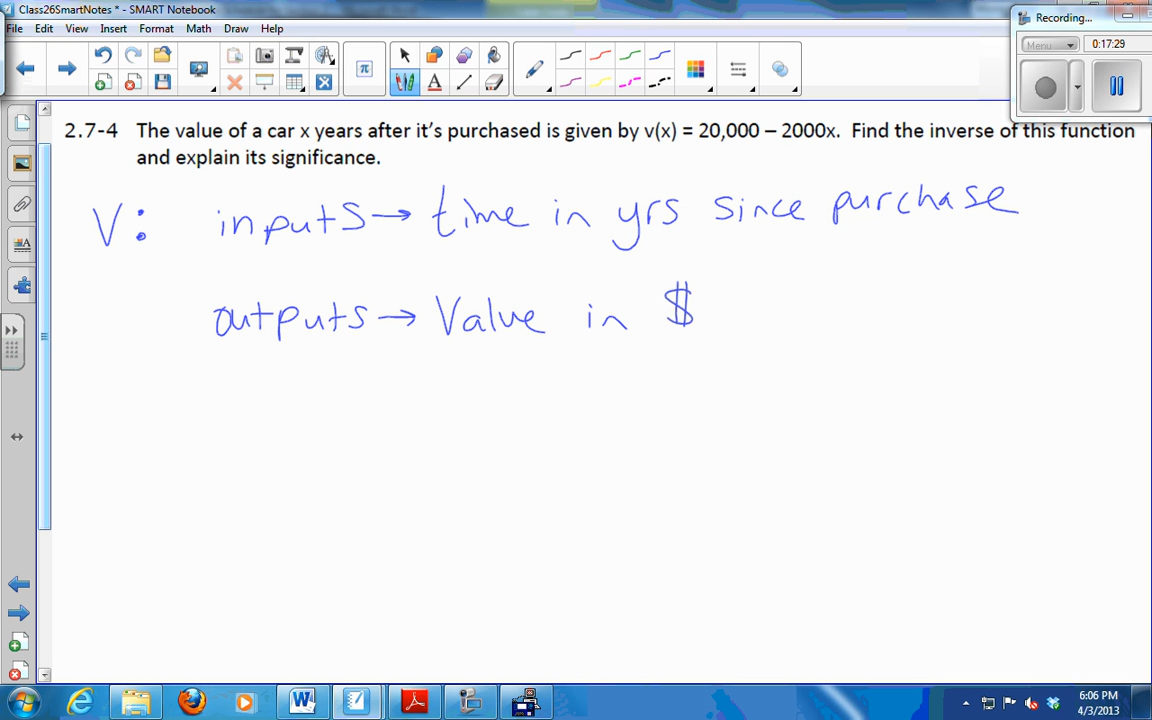 Class26SmartNotes * - SMART Notebook
File Edit View Insert Format Math Draw Help
Recording...
Menu
0:17:29
π
A
2.7-4 The value of a car x years after it's purchased is given by v(x) = 20,000 – 2000x. Find the inverse of this function
and explain its significance.
V: inputs → time in yrs since purchase
outputs → Value in $
6:06 PM
4/3/2013